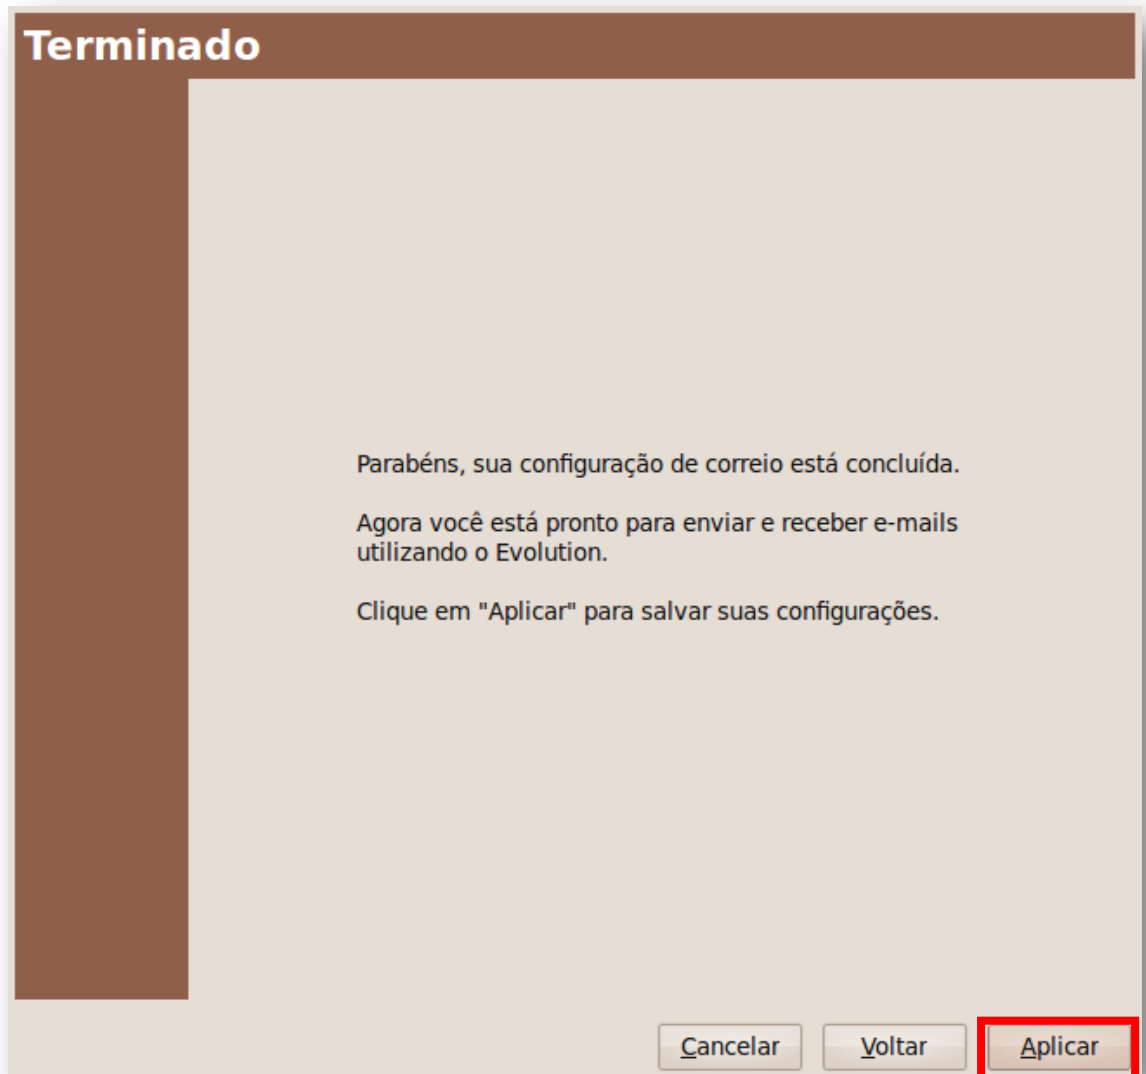 Terminado
Parabéns, sua configuração de correio está concluída.
Agora você está pronto para enviar e receber e-mails
utilizando o Evolution.
Clique em "Aplicar" para salvar suas configurações.
Cancelar
Voltar
Aplicar